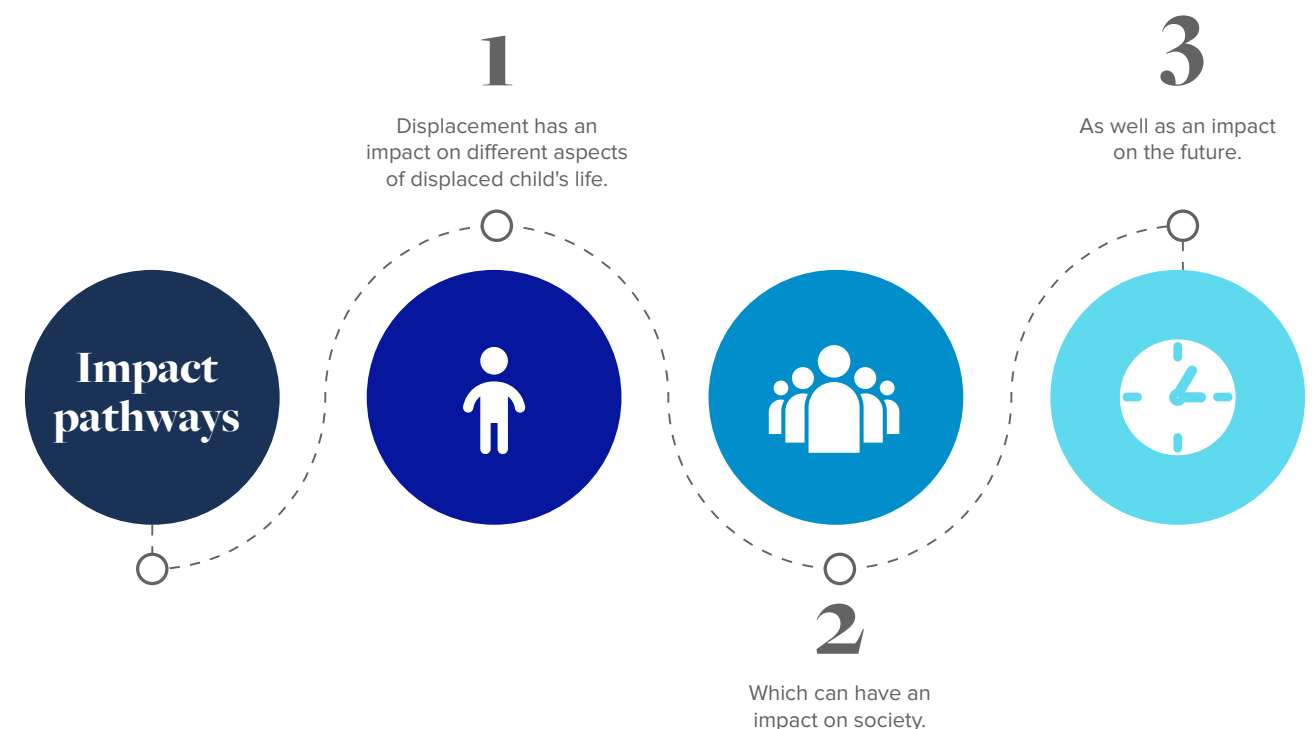 Impact
pathways
1
Displacement has an
impact on different aspects
of displaced child's life.
2
Which can have an
impact on society.
3
As well as an impact
on the future.